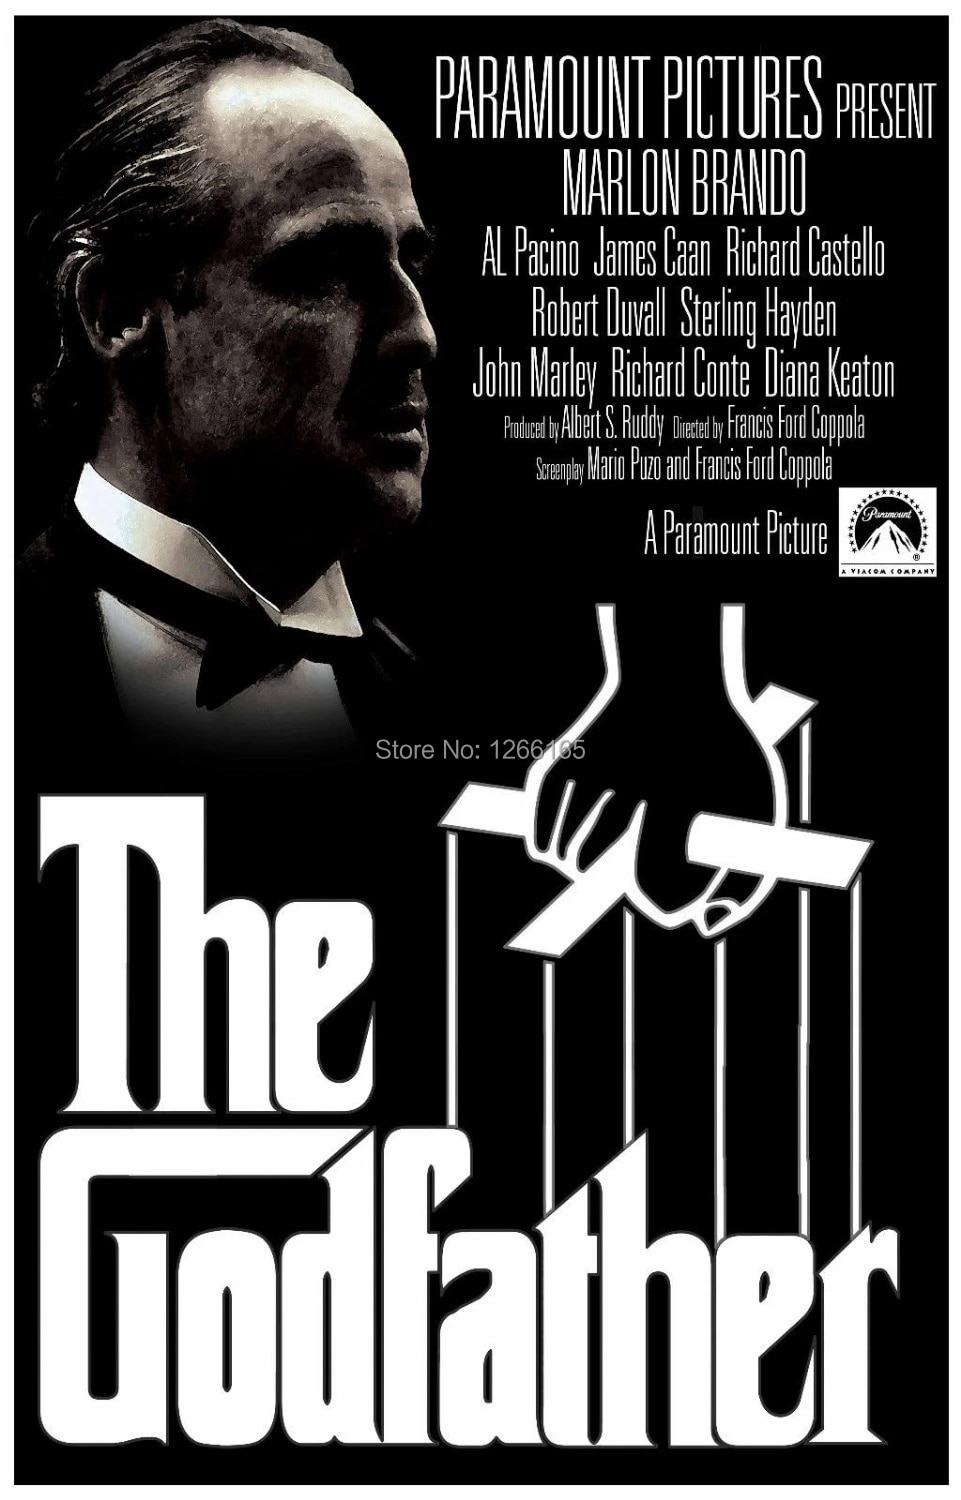 PARAMOUNT PICTURES PRESENT
MARLON BRANDO
AL Pacino James Caan Richard Castello
Robert Duvall Sterling Hayden
John Marley Richard Conte Diana Keaton
Produced by Albert S. Ruddy Directed by Francis Ford Coppola
Screenplay Mario Puzo and Francis Ford Coppola
A Paramount Picture
Paramount
®
A VIACOM COMPANY
Store No: 1266165
The
Godfather